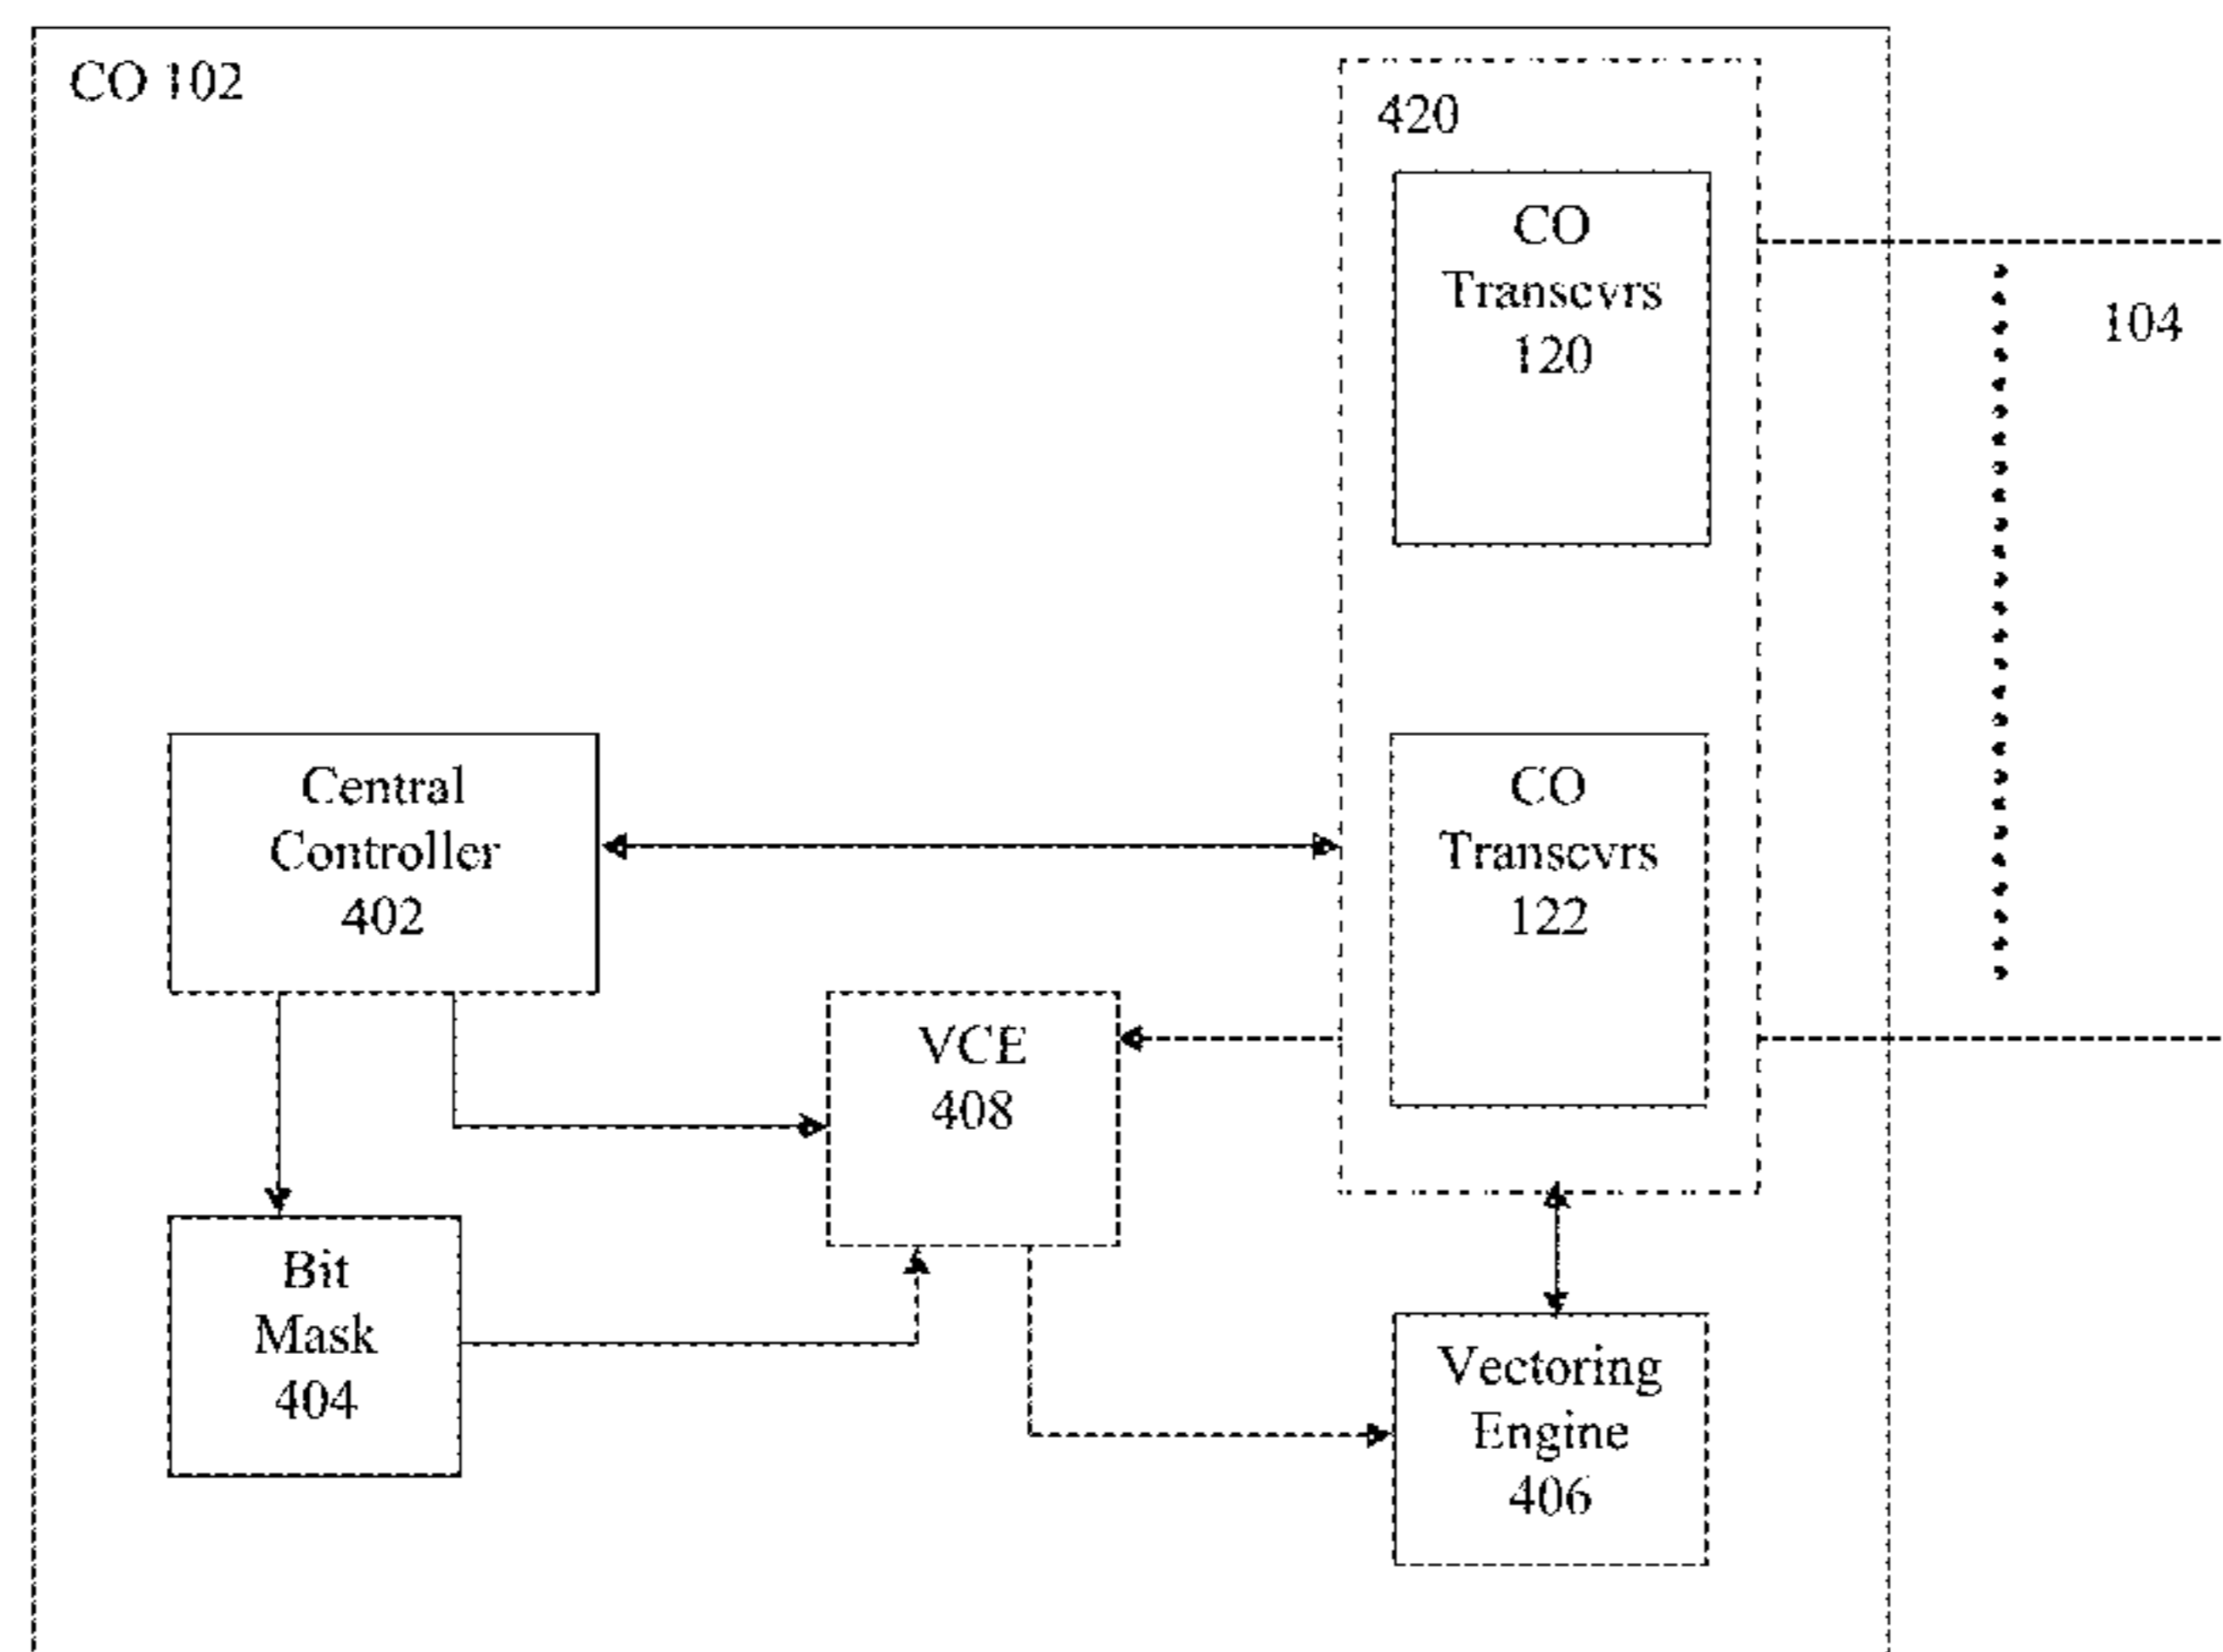 CO 102
420
CO
Transcvrs
120
104
Central
Controller
402
CO
Transcvrs
122
VCE
408
Bit
Mask
404
Vectoring
Engine
406